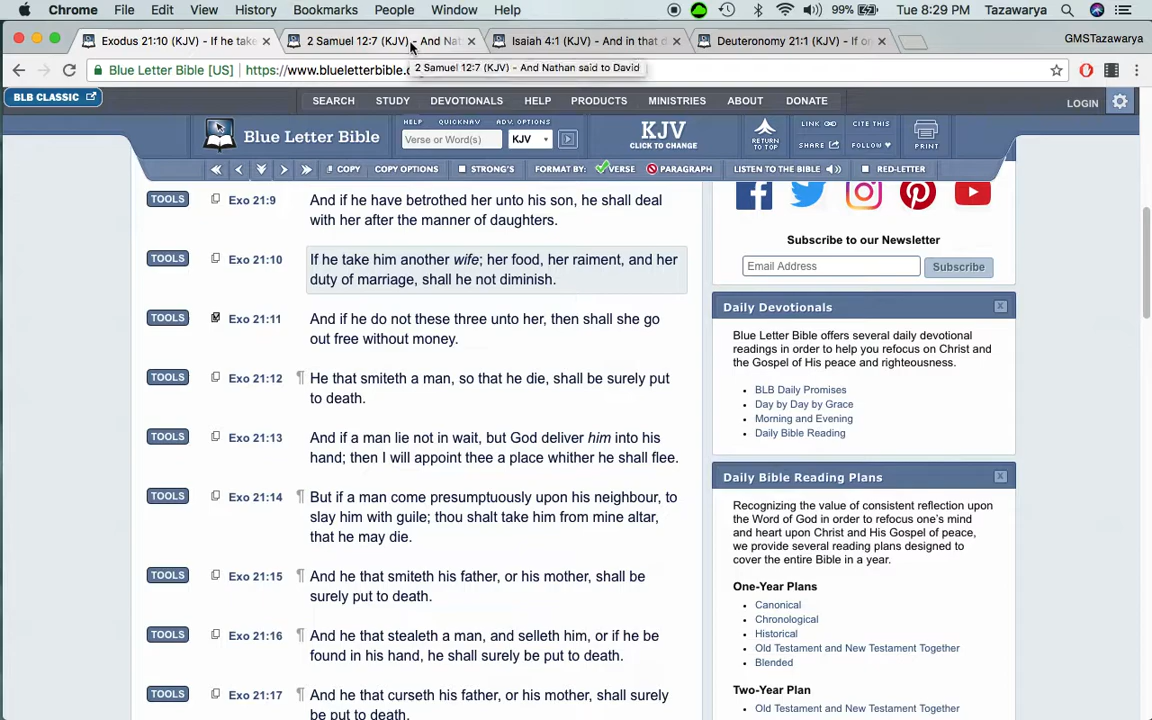 Chrome File Edit View History Bookmarks People Window Help 99% Tue 8:29 PM Tazawarya
Exodus 21:10 (KJV) - If he take 2 Samuel 12:7 (KJV) - And Nat Isaiah 4:1 (KJV) - And in that d Deuteronomy 21:1 (KJV) - If on GMSTazawarya
Blue Letter Bible [US] https://www.blueletterbible.o 2 Samuel 12:7 (KJV) - And Nathan said to David
BLB CLASSIC SEARCH STUDY DEVOTIONALS HELP PRODUCTS MINISTRIES ABOUT DONATE LOGIN
HELP QUICKNAV ADV. OPTIONS
Blue Letter Bible Verse or Word(s) KJV
KJV
CLICK TO CHANGE
RETURN
TO TOP
LINK CITE THIS
SHARE FOLLOW
PRINT
COPY COPY OPTIONS STRONG'S FORMAT BY: VERSE PARAGRAPH LISTEN TO THE BIBLE RED-LETTER
TOOLS Exo 21:9 And if he have betrothed her unto his son, he shall deal
with her after the manner of daughters.
TOOLS Exo 21:10 If he take him another wife; her food, her raiment, and her
duty of marriage, shall he not diminish.
TOOLS Exo 21:11 And if he do not these three unto her, then shall she go
out free without money.
TOOLS Exo 21:12 ¶ He that smiteth a man, so that he die, shall be surely put
to death.
TOOLS Exo 21:13 And if a man lie not in wait, but God deliver him into his
hand; then I will appoint thee a place whither he shall flee.
TOOLS Exo 21:14 ¶ But if a man come presumptuously upon his neighbour, to
slay him with guile; thou shalt take him from mine altar,
that he may die.
TOOLS Exo 21:15 ¶ And he that smiteth his father, or his mother, shall be
surely put to death.
TOOLS Exo 21:16 ¶ And he that stealeth a man, and selleth him, or if he be
found in his hand, he shall surely be put to death.
TOOLS Exo 21:17 ¶ And he that curseth his father, or his mother, shall surely
be put to death.
Subscribe to our Newsletter
Email Address Subscribe
Daily Devotionals
Blue Letter Bible offers several daily devotional
readings in order to help you refocus on Christ and
the Gospel of His peace and righteousness.
BLB Daily Promises
Day by Day by Grace
Morning and Evening
Daily Bible Reading
Daily Bible Reading Plans
Recognizing the value of consistent reflection upon
the Word of God in order to refocus one's mind
and heart upon Christ and His Gospel of peace,
we provide several reading plans designed to
cover the entire Bible in a year.
One-Year Plans
Canonical
Chronological
Historical
Old Testament and New Testament Together
Blended
Two-Year Plan
Old Testament and New Testament Together